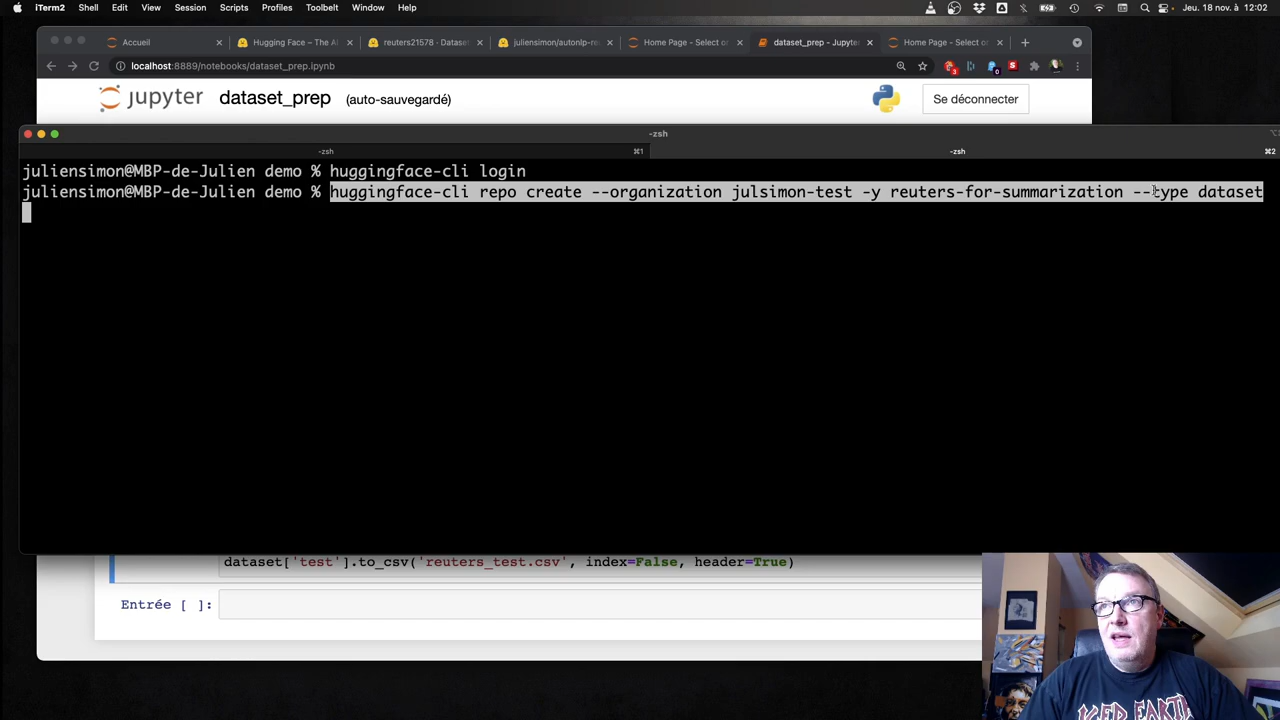 iTerm2 Shell Edit View Session Scripts Profiles Toolbelt Window Help Jeu. 18 nov. à 12:02
Accueil Hugging Face – The AI reuters21578 · Datase juliensimon/autonlp-re Home Page - Select or dataset_prep - Jupyter Home Page - Select or
localhost:8889/notebooks/dataset_prep.ipynb
jupyter dataset_prep (auto-sauvegardé) Se déconnecter
-zsh
-zsh ⌘1 -zsh ⌘2
juliensimon@MBP-de-Julien demo % huggingface-cli login
juliensimon@MBP-de-Julien demo % huggingface-cli repo create --organization julsimon-test -y reuters-for-summarization --type dataset
dataset['test'].to_csv('reuters_test.csv', index=False, header=True)
Entrée [ ]: